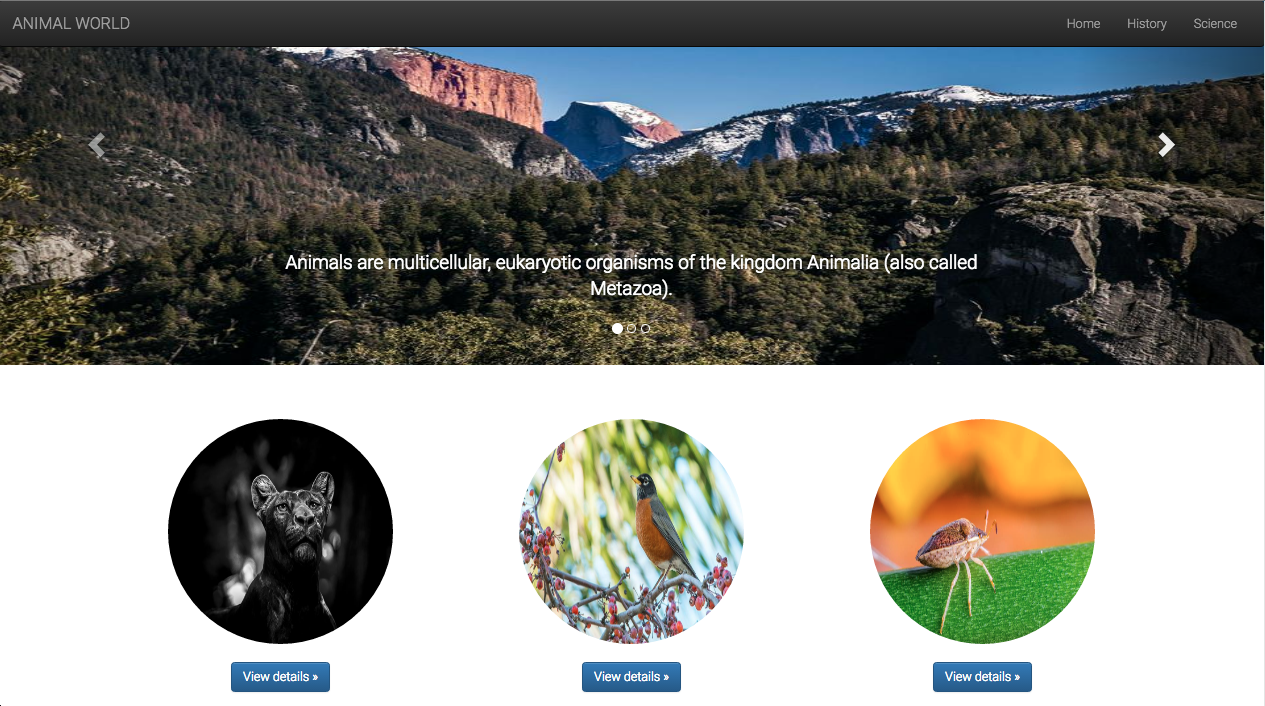 ANIMAL WORLD
Home History Science
Animals are multicellular, eukaryotic organisms of the kingdom Animalia (also called
Metazoa).
View details » View details » View details »